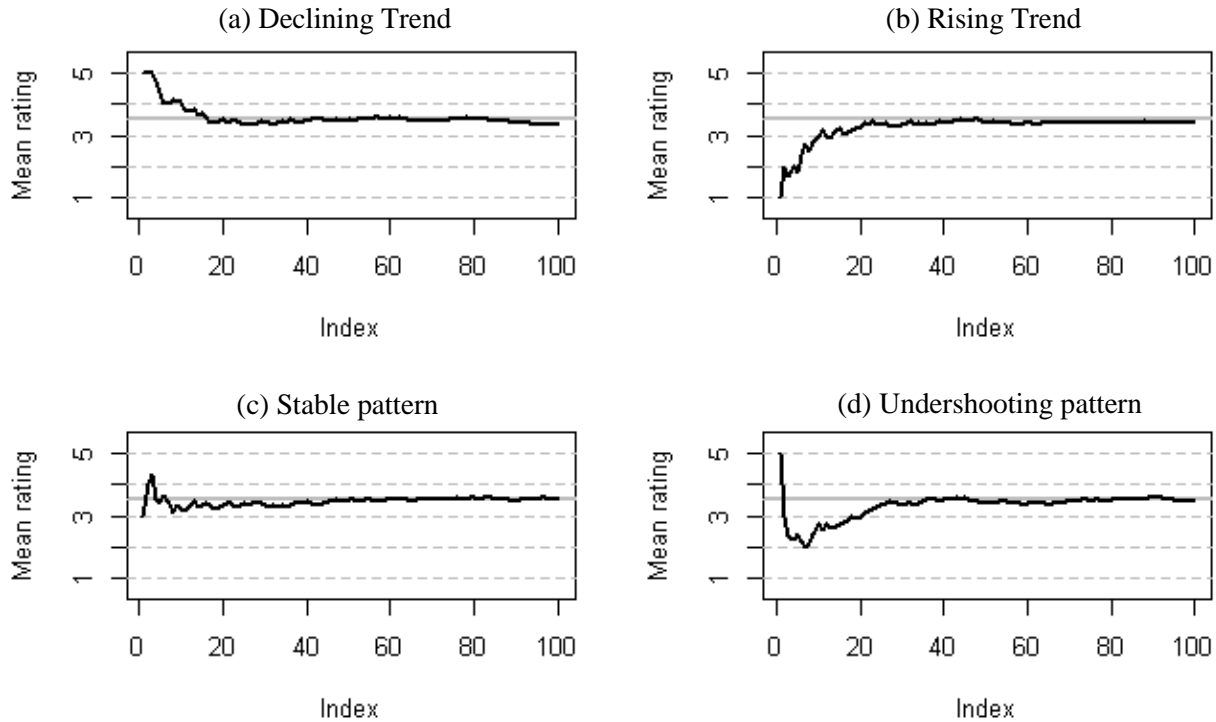 (a) Declining Trend
Mean rating
5
3
1
0 20 40 60 80 100
Index
(b) Rising Trend
Mean rating
5
3
1
0 20 40 60 80 100
Index
(c) Stable pattern
Mean rating
5
3
1
0 20 40 60 80 100
Index
(d) Undershooting pattern
Mean rating
5
3
1
0 20 40 60 80 100
Index